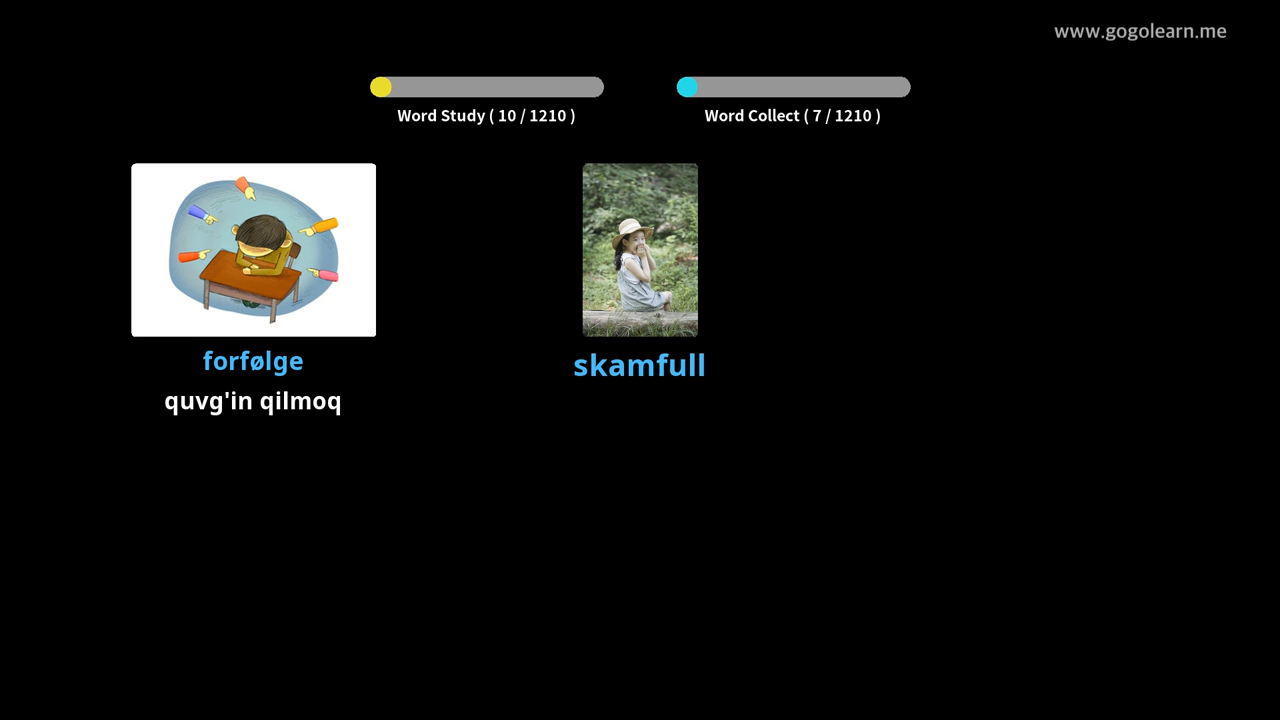 www.gogolearn.me
Word Study ( 10 / 1210 )
Word Collect ( 7 / 1210 )
forfølge
quvg'in qilmoq
skamfull